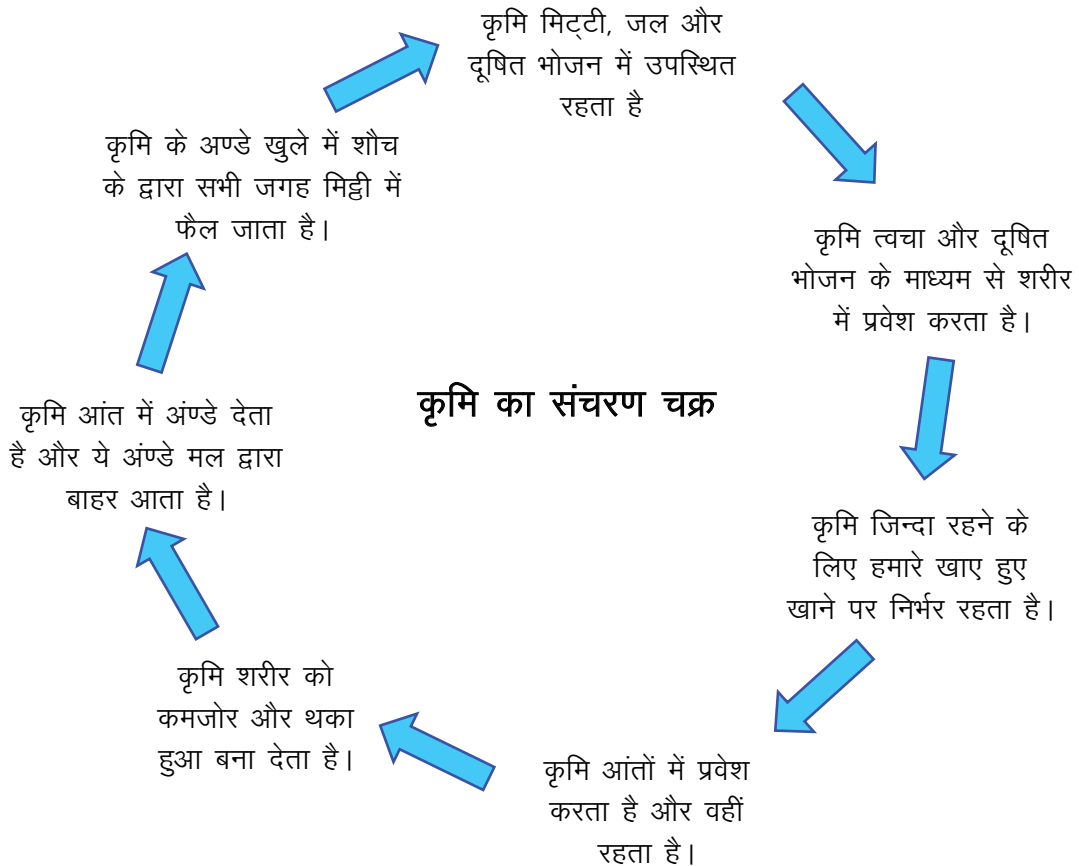 कृमि मिट्टी, जल और
दूषित भोजन में उपस्थित
रहता है
कृमि त्वचा और दूषित
भोजन के माध्यम से शरीर
में प्रवेश करता है।
कृमि जिन्दा रहने के
लिए हमारे खाए हुए
खाने पर निर्भर रहता है।
कृमि आंतों में प्रवेश
करता है और वहीं
रहता है।
कृमि शरीर को
कमजोर और थका
हुआ बना देता है।
कृमि आंत में अंण्डे देता
है और ये अंण्डे मल द्वारा
बाहर आता है।
कृमि के अण्डे खुले में शौच
के द्वारा सभी जगह मिट्ठी में
फैल जाता है।
कृमि का संचरण चक्र